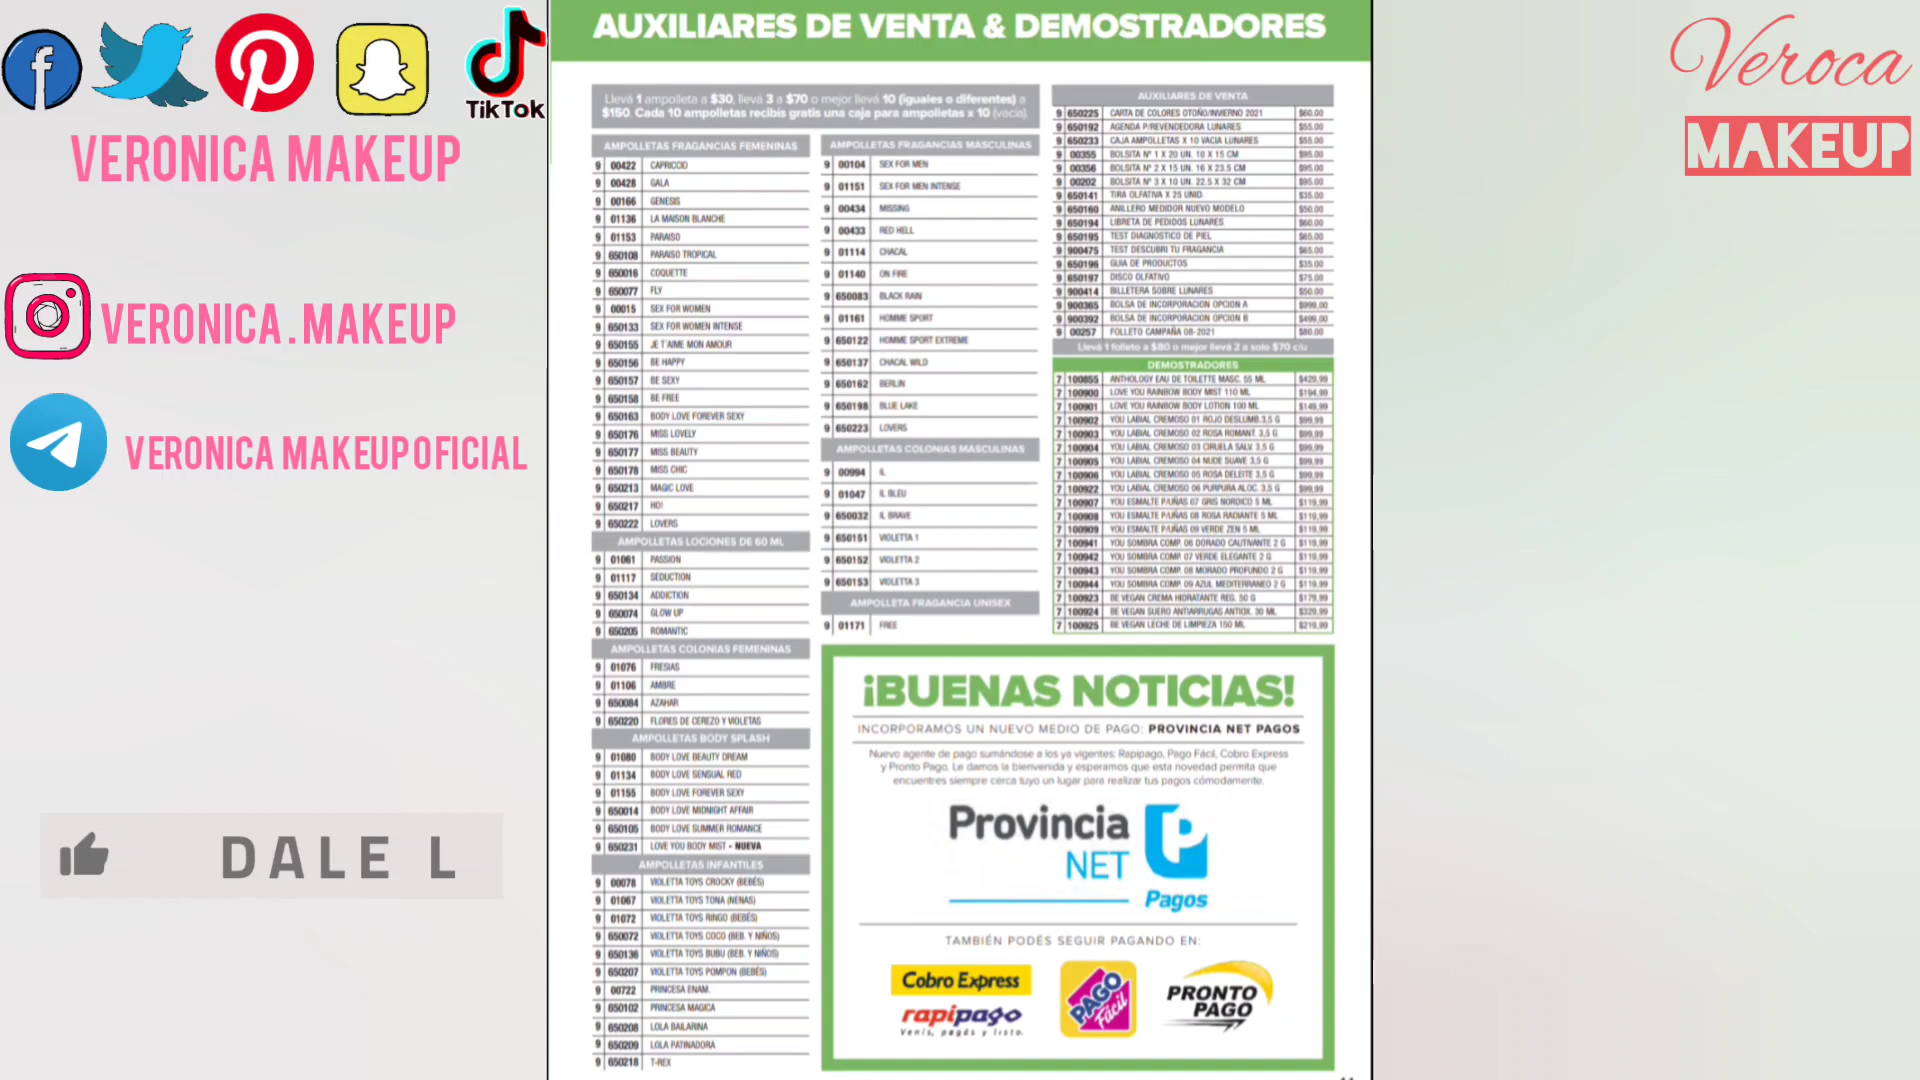 TikTok
VERONICA MAKEUP
VERONICA.MAKEUP
VERONICA MAKEUPOFICIAL
DALE L
AUXILIARES DE VENTA & DEMOSTRADORES
Llevá 1 ampolleta a $30, llevá 3 a $70 o mejor llevá 10 (iguales o diferentes) a
$150. Cada 10 ampolletas recibís gratis una caja para ampolletas x 10 (vacía).
AMPOLLETAS FRAGANCIAS FEMENINAS
9 00422 CAPRICCIO
9 00428 GALA
9 00166 GENESIS
9 01136 LA MAISON BLANCHE
9 01153 PARAISO
9 650108 PARAISO TROPICAL
9 650016 COQUETTE
9 650077 FLY
9 00015 SEX FOR WOMEN
9 650133 SEX FOR WOMEN INTENSE
9 650155 JE T'AIME MON AMOUR
9 650156 BE HAPPY
9 650157 BE SEXY
9 650158 BE FREE
9 650163 BODY LOVE FOREVER SEXY
9 650176 MISS LOVELY
9 650177 MISS BEAUTY
9 650178 MISS CHIC
9 650213 MAGIC LOVE
9 650217 HO!
9 650222 LOVERS
AMPOLLETAS LOCIONES DE 60 ML
9 01061 PASSION
9 01117 SEDUCTION
9 650134 ADDICTION
9 650074 GLOW UP
9 650205 ROMANTIC
AMPOLLETAS COLONIAS FEMENINAS
9 01076 FRESIAS
9 01106 AMBRE
9 650084 AZAHAR
9 650220 FLORES DE CEREZO Y VIOLETAS
AMPOLLETAS BODY SPLASH
9 01080 BODY LOVE BEAUTY DREAM
9 01134 BODY LOVE SENSUAL RED
9 01155 BODY LOVE FOREVER SEXY
9 650014 BODY LOVE MIDNIGHT AFFAIR
9 650105 BODY LOVE SUMMER ROMANCE
9 650231 LOVE YOU BODY MIST - NUEVA
AMPOLLETAS INFANTILES
9 00078 VIOLETTA TOYS CROCKY (BEBÉS)
9 01067 VIOLETTA TOYS TONA (NENAS)
9 01072 VIOLETTA TOYS RINGO (BEBÉS)
9 650072 VIOLETTA TOYS COCO (BEB. Y NIÑOS)
9 650136 VIOLETTA TOYS BUBU (BEB. Y NIÑOS)
9 650207 VIOLETTA TOYS POMPON (BEBÉS)
9 00722 PRINCESA ENAM.
9 650102 PRINCESA MAGICA
9 650208 LOLA BAILARINA
9 650209 LOLA PATINADORA
9 650218 T-REX
AMPOLLETAS FRAGANCIAS MASCULINAS
9 00104 SEX FOR MEN
9 01151 SEX FOR MEN INTENSE
9 00434 MISSING
9 00433 RED HELL
9 01114 CHACAL
9 01140 ON FIRE
9 650083 BLACK RAIN
9 01161 HOMME SPORT
9 650122 HOMME SPORT EXTREME
9 650137 CHACAL WILD
9 650162 BERLIN
9 650198 BLUE LAKE
9 650223 LOVERS
AMPOLLETAS COLONIAS MASCULINAS
9 00994 IL
9 01047 IL BLEU
9 650032 IL BRAVE
9 650151 VIOLETTA 1
9 650152 VIOLETTA 2
9 650153 VIOLETTA 3
AMPOLLETA FRAGANCIA UNISEX
9 01171 FREE
AUXILIARES DE VENTA
9 650225 CARTA DE COLORES OTOÑO/INVIERNO 2021 $60.00
9 650192 AGENDA P/REVENDEDORA LUNARES $55.00
9 650233 CAJA AMPOLLETAS X 10 VACIA LUNARES $55.00
9 00355 BOLSITA Nº 1 X 20 UN. 10 X 15 CM $95.00
9 00356 BOLSITA Nº 2 X 15 UN. 16 X 23.5 CM $95.00
9 00202 BOLSITA Nº 3 X 10 UN. 22.5 X 32 CM $95.00
9 650141 TIRA OLFATIVA X 25 UNID. $35.00
9 650160 ANILLERO MEDIDOR NUEVO MODELO $50.00
9 650194 LIBRETA DE PEDIDOS LUNARES $60.00
9 650195 TEST DIAGNOSTICO DE PIEL $65.00
9 900475 TEST DESCUBRI TU FRAGANCIA $65.00
9 650196 GUIA DE PRODUCTOS $35.00
9 650197 DISCO OLFATIVO $75.00
9 900414 BILLETERA SOBRE LUNARES $50.00
9 900365 BOLSA DE INCORPORACION OPCION A $999,00
9 900392 BOLSA DE INCORPORACION OPCION B $499,00
9 00257 FOLLETO CAMPAÑA 08-2021 $80.00
Llevá 1 folleto a $80 o mejor llevá 2 a solo $70 c/u
DEMOSTRADORES
7 100855 ANTHOLOGY EAU DE TOILETTE MASC. 55 ML $429,99
7 100900 LOVE YOU RAINBOW BODY MIST 110 ML $194,99
7 100901 LOVE YOU RAINBOW BODY LOTION 100 ML $149,99
7 100902 YOU LABIAL CREMOSO 01 ROJO DESLUMB.3,5 G $99,99
7 100903 YOU LABIAL CREMOSO 02 ROSA ROMANT. 3,5 G $99,99
7 100904 YOU LABIAL CREMOSO 03 CIRUELA SALV. 3,5 G $99,99
7 100905 YOU LABIAL CREMOSO 04 NUDE SUAVE 3,5 G $99,99
7 100906 YOU LABIAL CREMOSO 05 ROSA DELEITE 3,5 G $99,99
7 100922 YOU LABIAL CREMOSO 06 PURPURA ALOC. 3,5 G $99,99
7 100907 YOU ESMALTE P/UÑAS 07 GRIS NORDICO 5 ML $119,99
7 100908 YOU ESMALTE P/UÑAS 08 ROSA RADIANTE 5 ML $119,99
7 100909 YOU ESMALTE P/UÑAS 09 VERDE ZEN 5 ML $119,99
7 100941 YOU SOMBRA COMP. 06 DORADO CAUTIVANTE 2 G $119,99
7 100942 YOU SOMBRA COMP. 07 VERDE ELEGANTE 2 G $119,99
7 100943 YOU SOMBRA COMP. 08 MORADO PROFUNDO 2 G $119,99
7 100944 YOU SOMBRA COMP. 09 AZUL MEDITERRANEO 2 G $119,99
7 100923 BE VEGAN CREMA HIDRATANTE REG. 50 G $179,99
7 100924 BE VEGAN SUERO ANTIARRUGAS ANTIOX. 30 ML $329,99
7 100925 BE VEGAN LECHE DE LIMPIEZA 150 ML $219,99
¡BUENAS NOTICIAS!
INCORPORAMOS UN NUEVO MEDIO DE PAGO: PROVINCIA NET PAGOS
Nuevo agente de pago sumándose a los ya vigentes: Rapipago, Pago Fácil, Cobro Express
y Pronto Pago. Le damos la bienvenida y esperamos que esta novedad permita que
encuentres siempre cerca tuyo un lugar para realizar tus pagos cómodamente.
Provincia
NET
Pagos
TAMBIÉN PODÉS SEGUIR PAGANDO EN:
Cobro Express
rapipago
Venís, pagás y listo.
PAGO
Fácil
PRONTO
PAGO
Veroca
MAKEUP